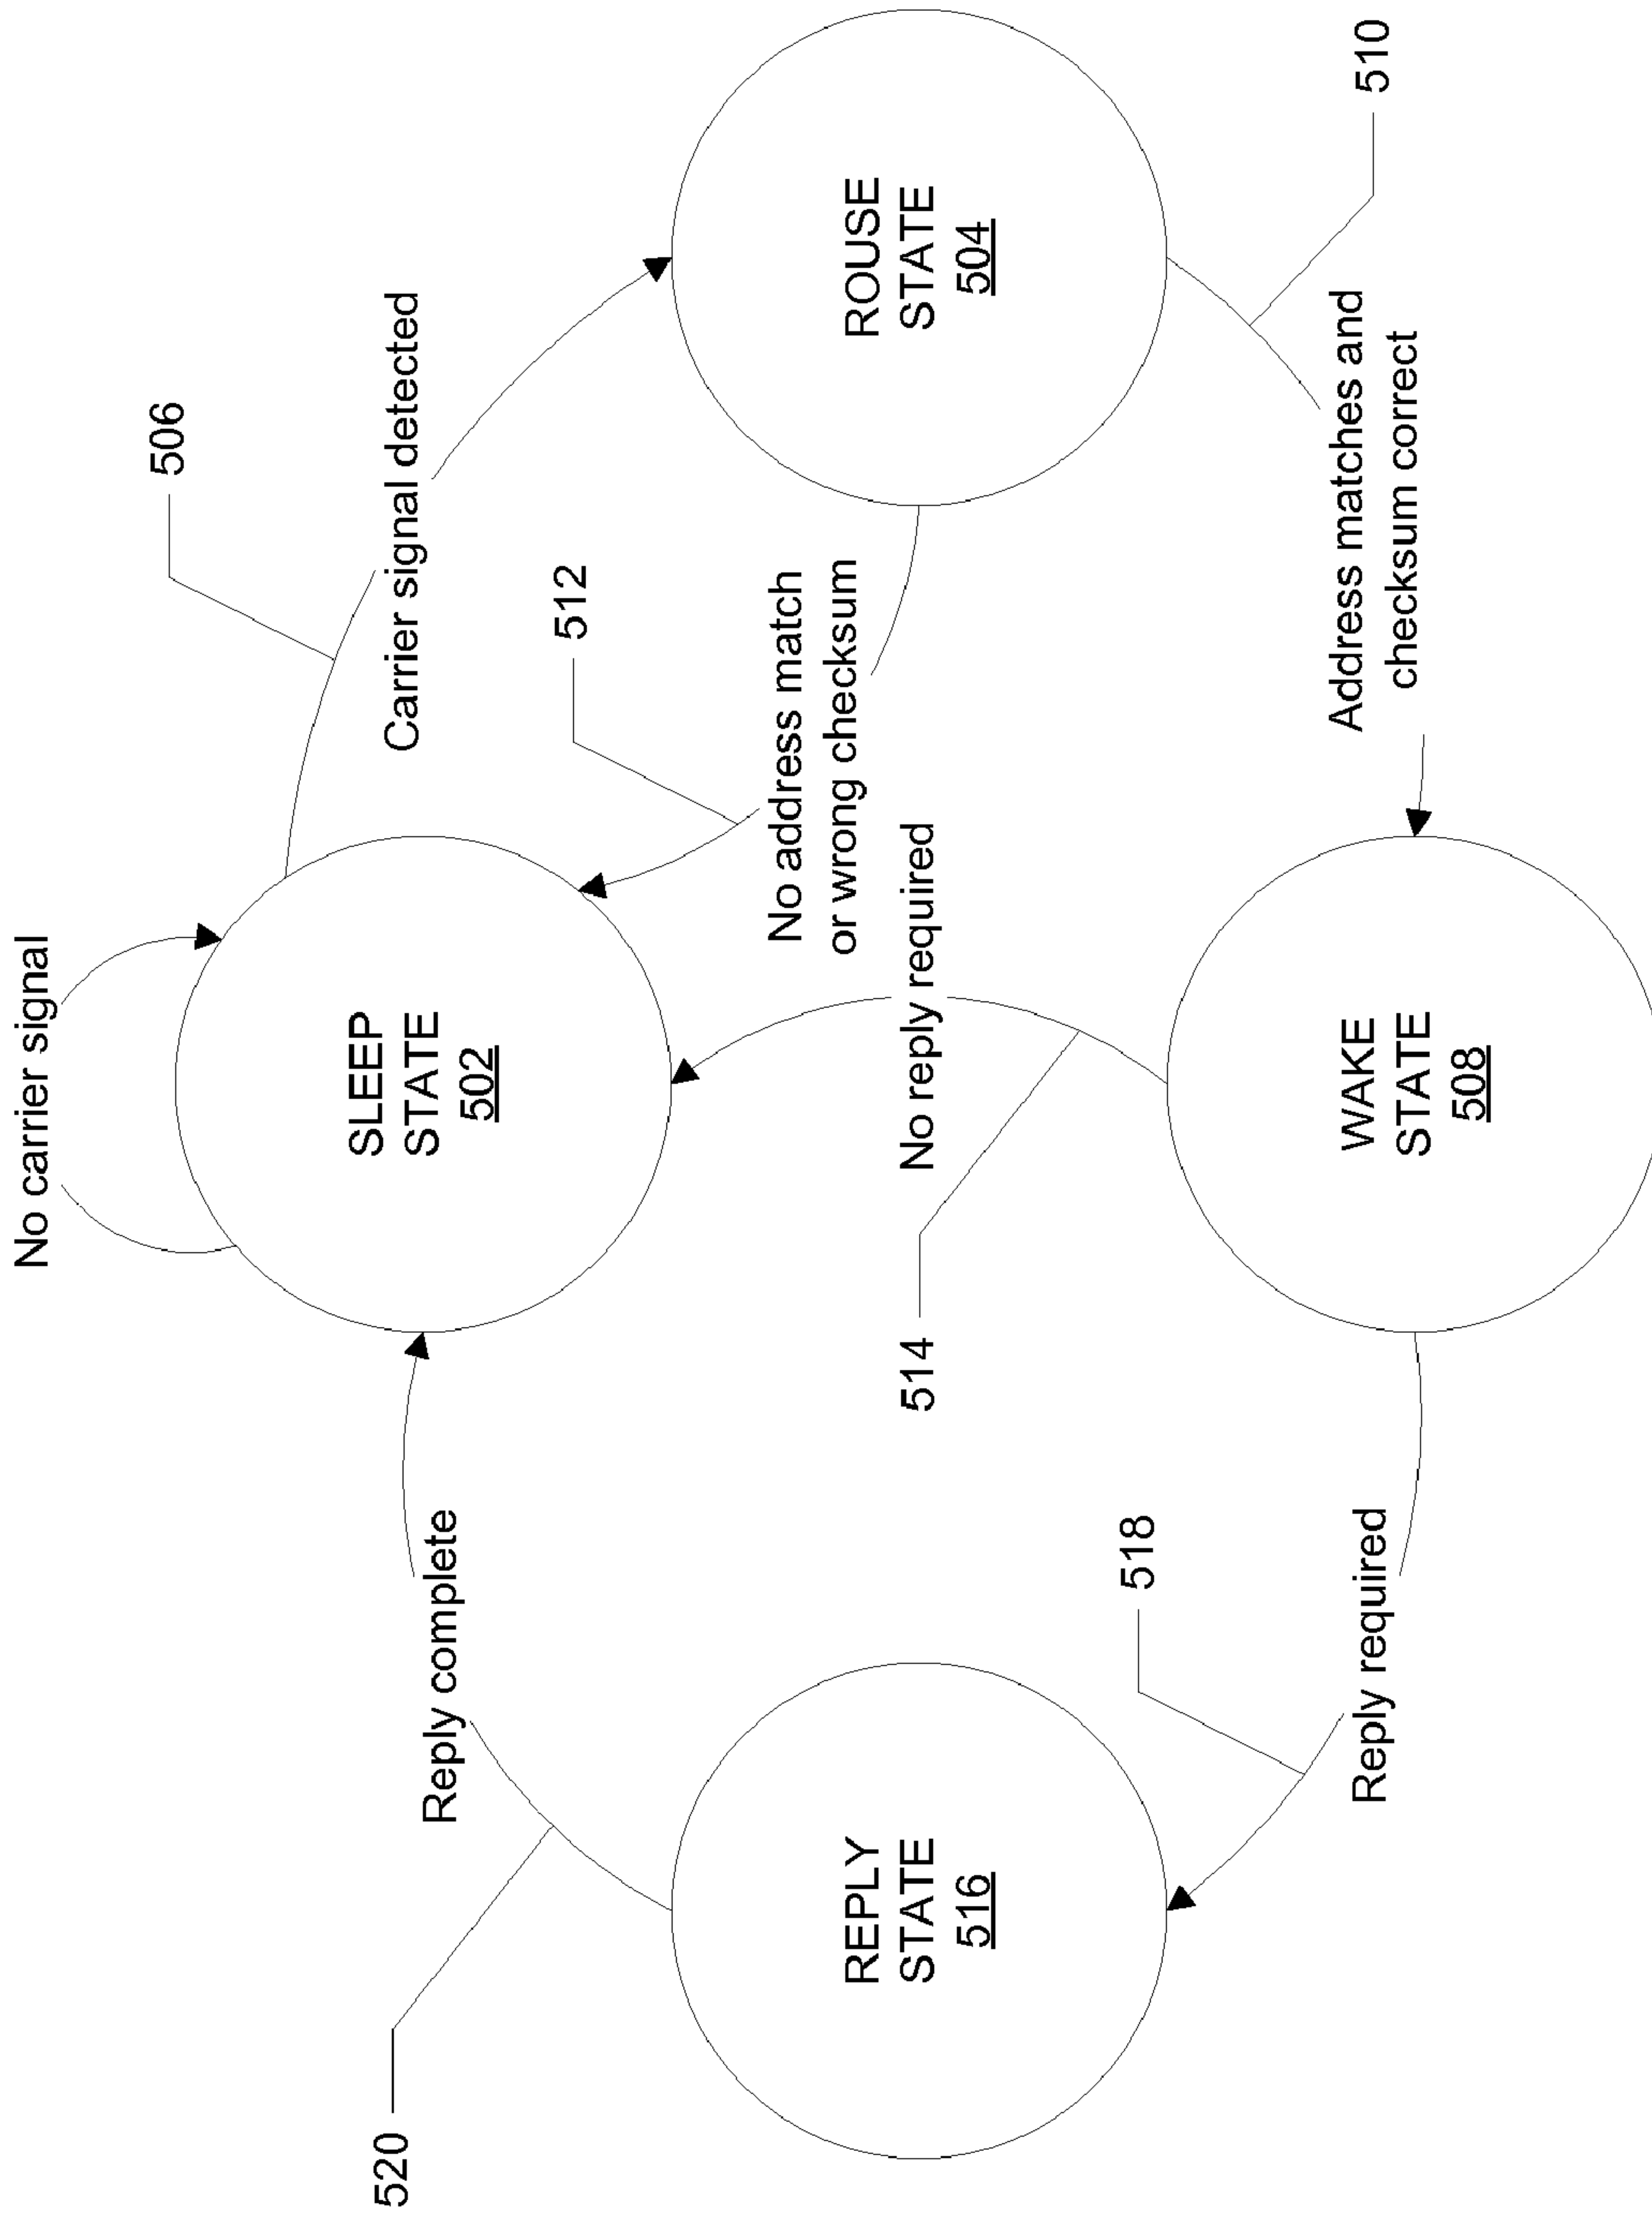 No carrier signal
506
Carrier signal detected
SLEEP
STATE
502
520
Reply complete
512
No address match
or wrong checksum
ROUSE
STATE
504
REPLY
STATE
516
514
No reply required
518
510
Reply required
WAKE
STATE
508
Address matches and
checksum correct